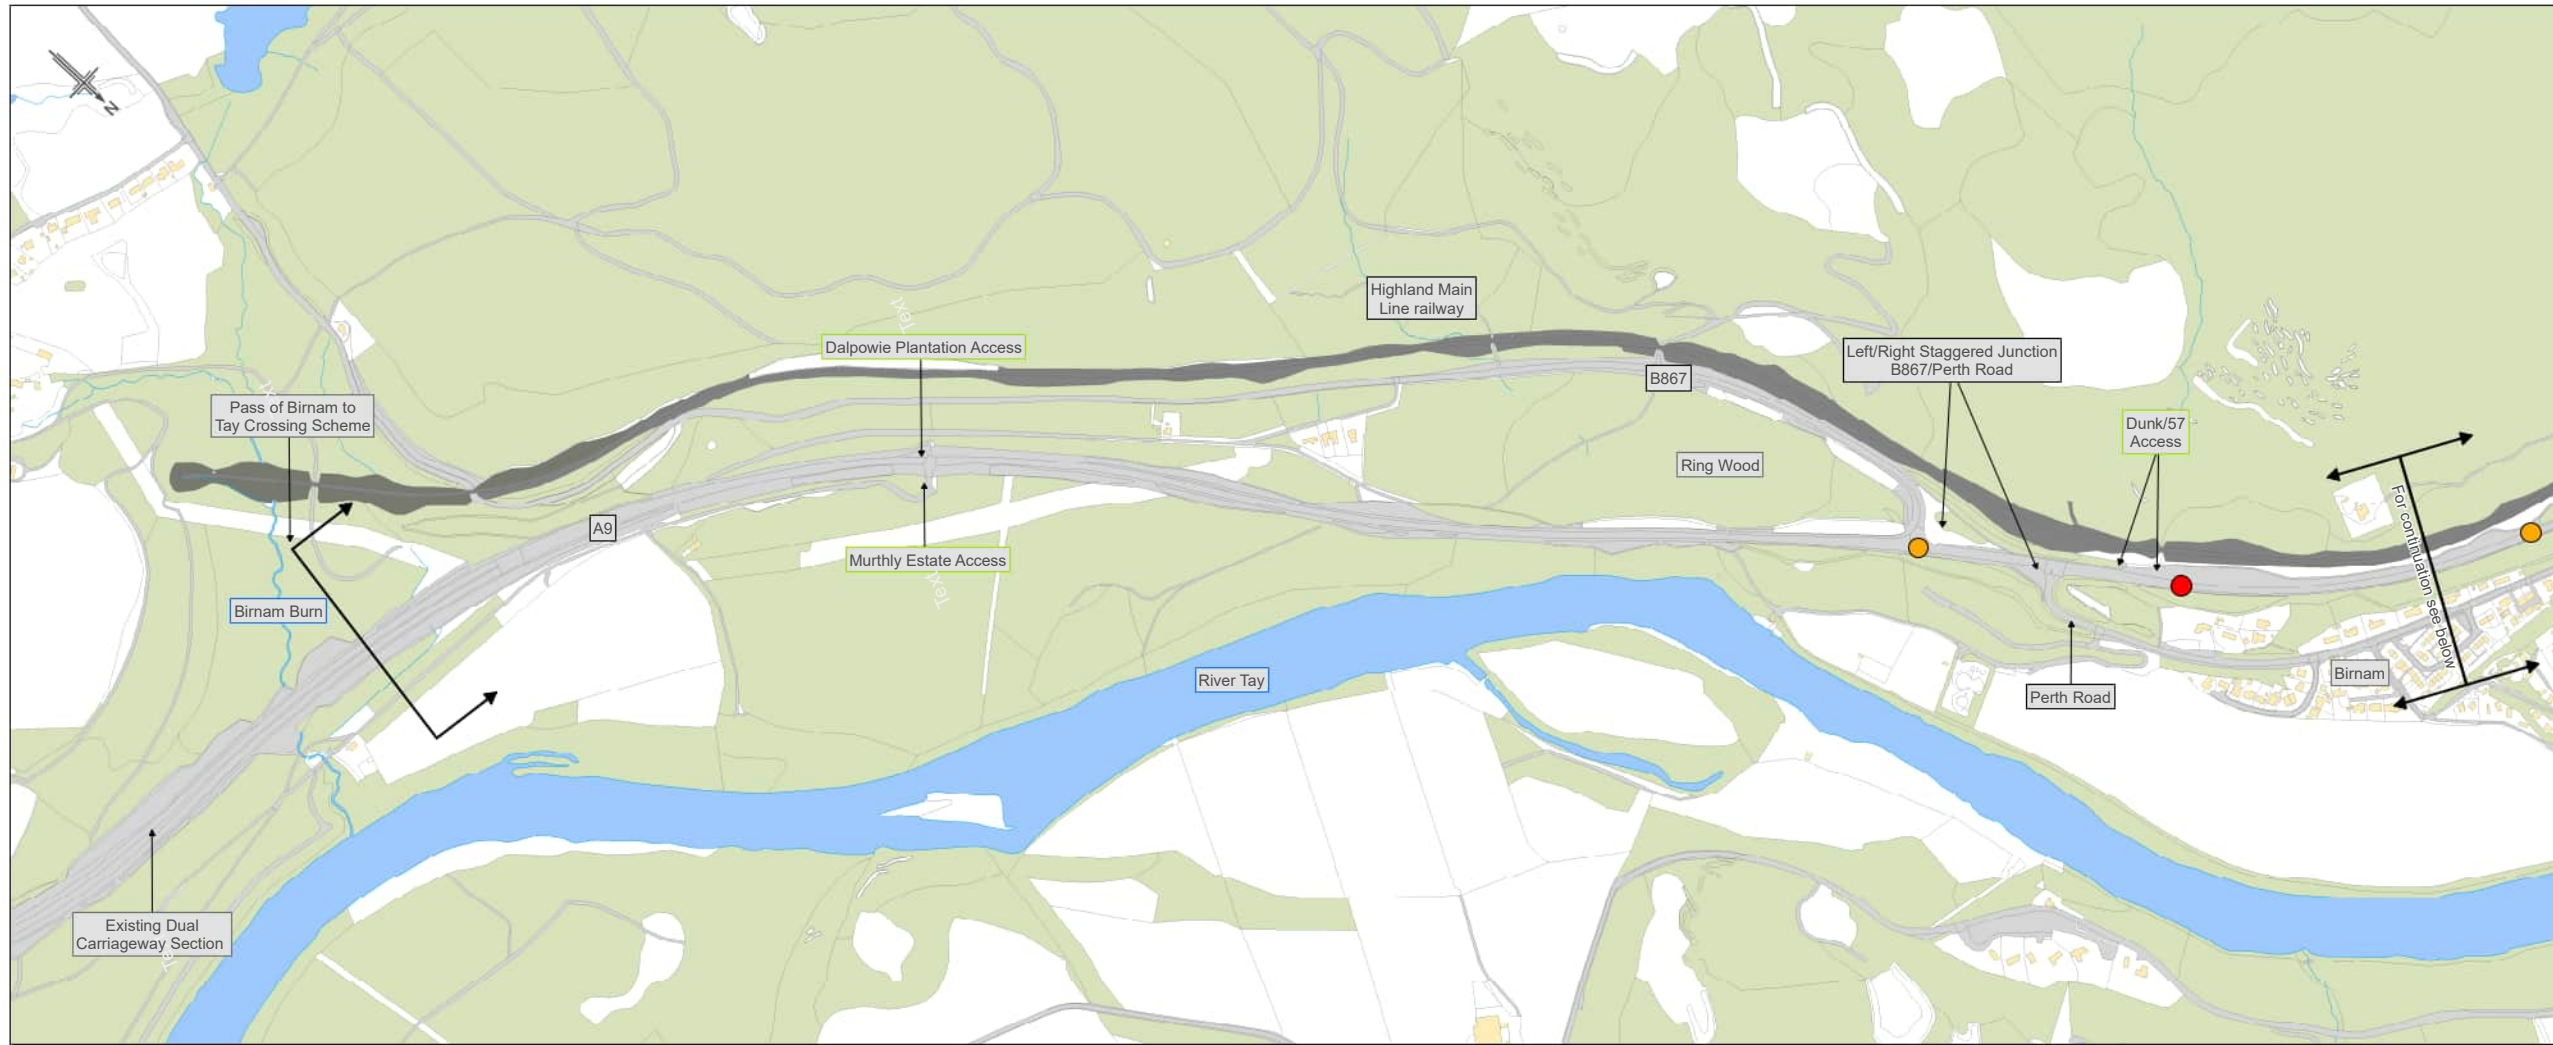 N
Highland Main
Line railway
Dalpowie Plantation Access
Left/Right Staggered Junction
B867/Perth Road
B867
Pass of Birnam to
Tay Crossing Scheme
Dunk/57
Access
Ring Wood
A9
For continuation see below
Murthly Estate Access
Birnam Burn
River Tay
Birnam
Perth Road
Existing Dual
Carriageway Section
Text
Text